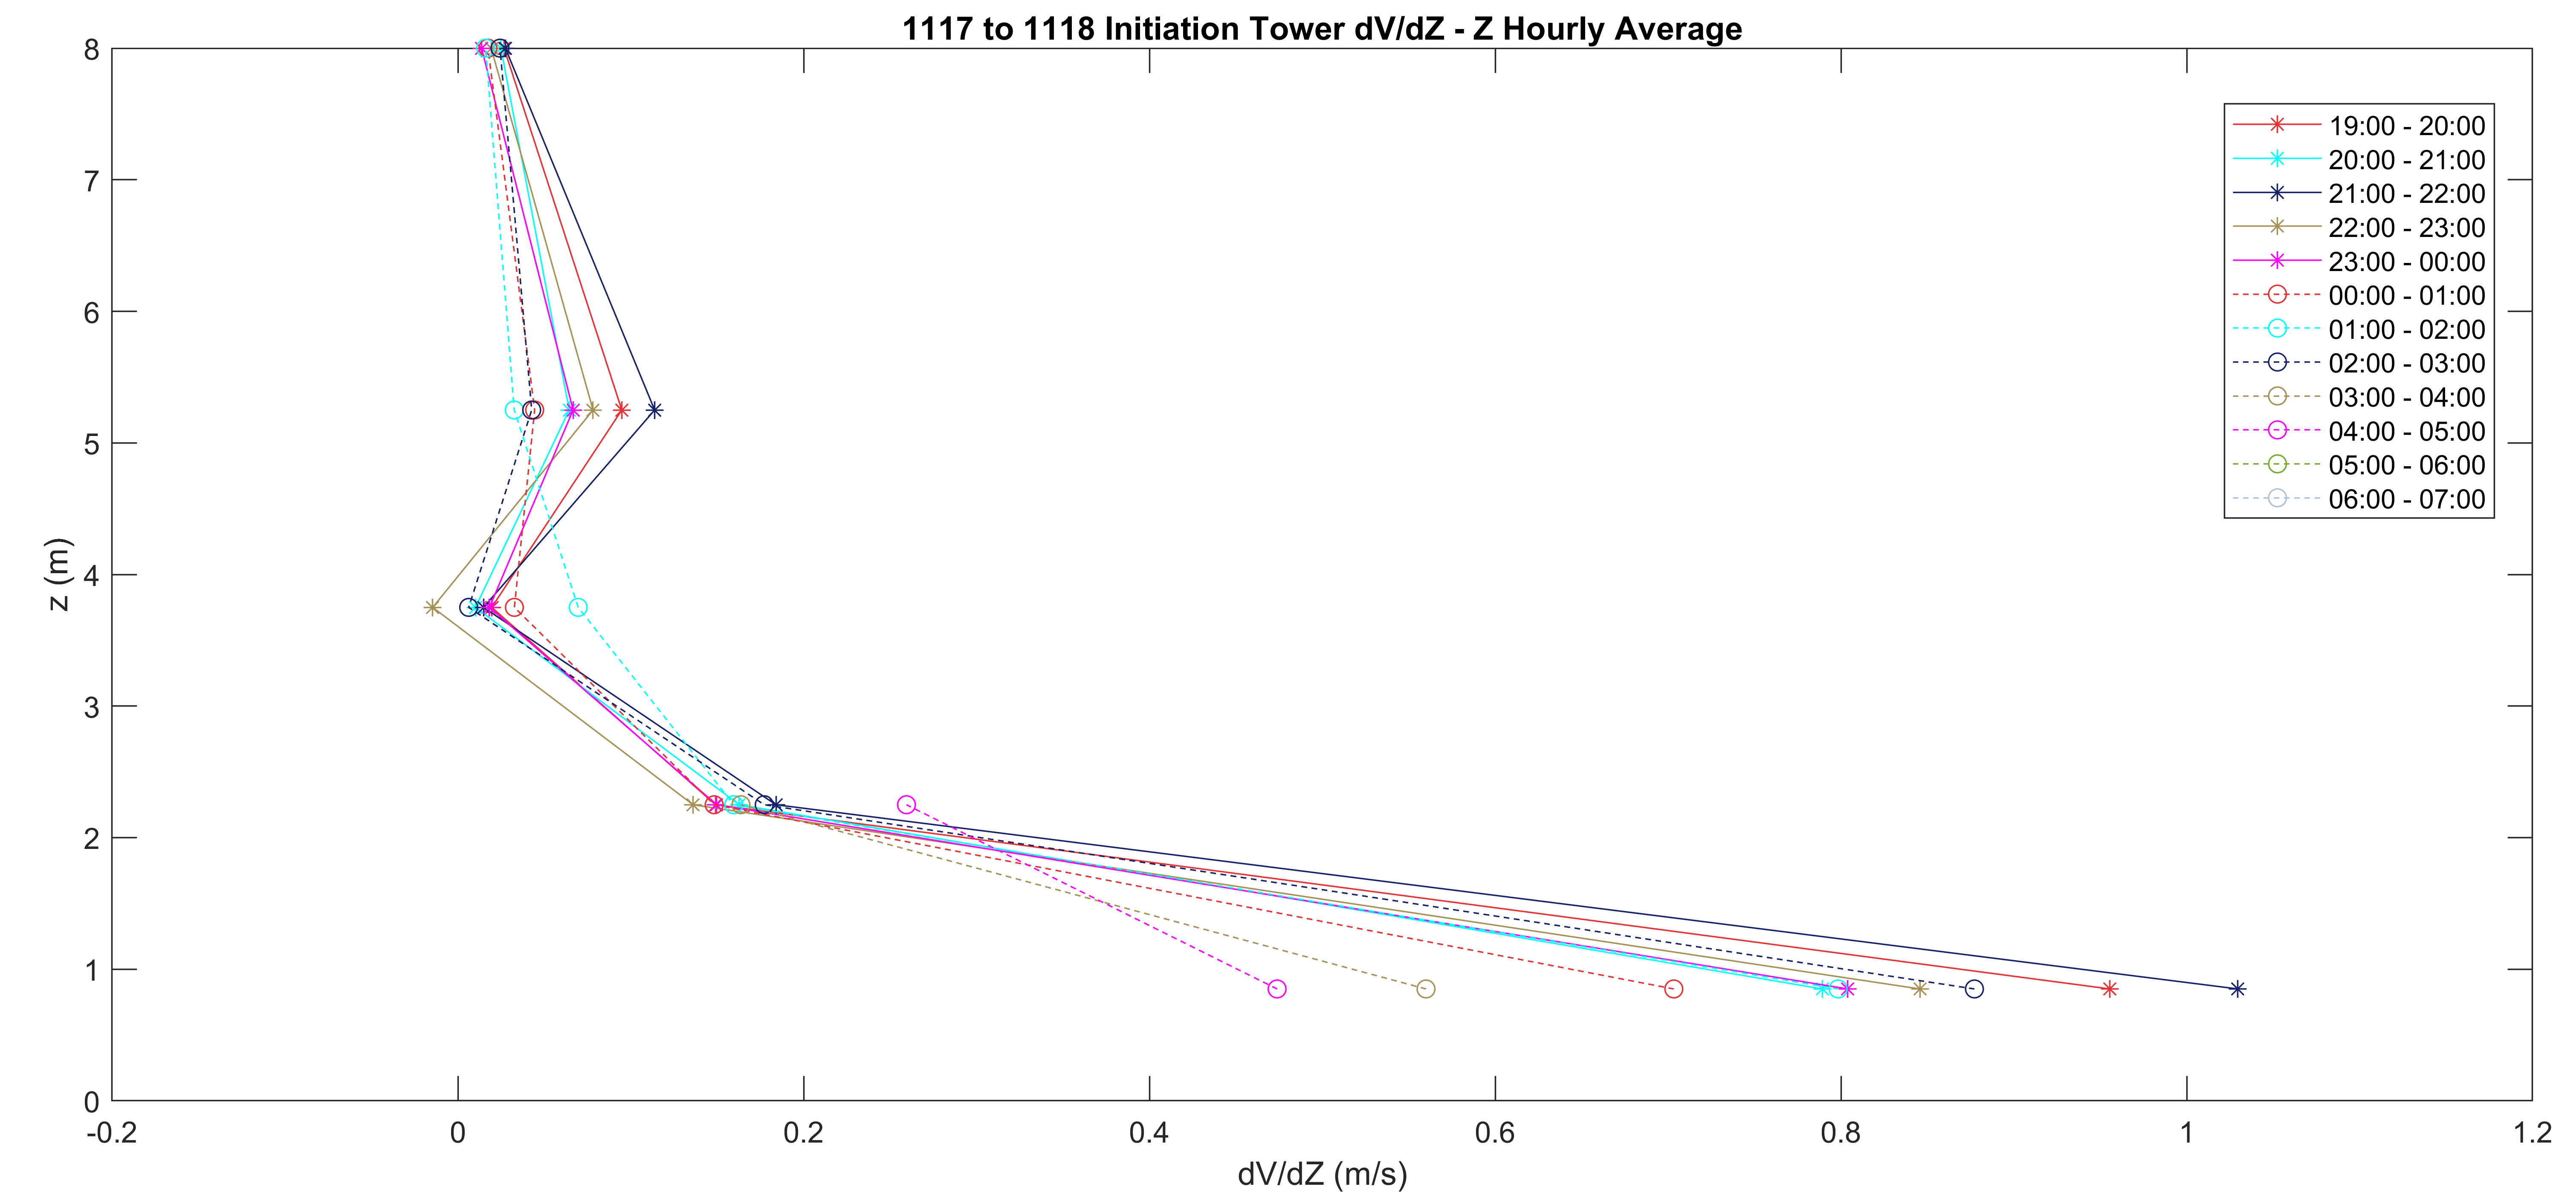 1117 to 1118 Initiation Tower dV/dZ - Z Hourly Average
8
7
6
5
4
3
2
1
0
z (m)
19:00 - 20:00
20:00 - 21:00
21:00 - 22:00
22:00 - 23:00
23:00 - 00:00
00:00 - 01:00
01:00 - 02:00
02:00 - 03:00
03:00 - 04:00
04:00 - 05:00
05:00 - 06:00
06:00 - 07:00
-0.2 0 0.2 0.4 0.6 0.8 1 1.2
dV/dZ (m/s)